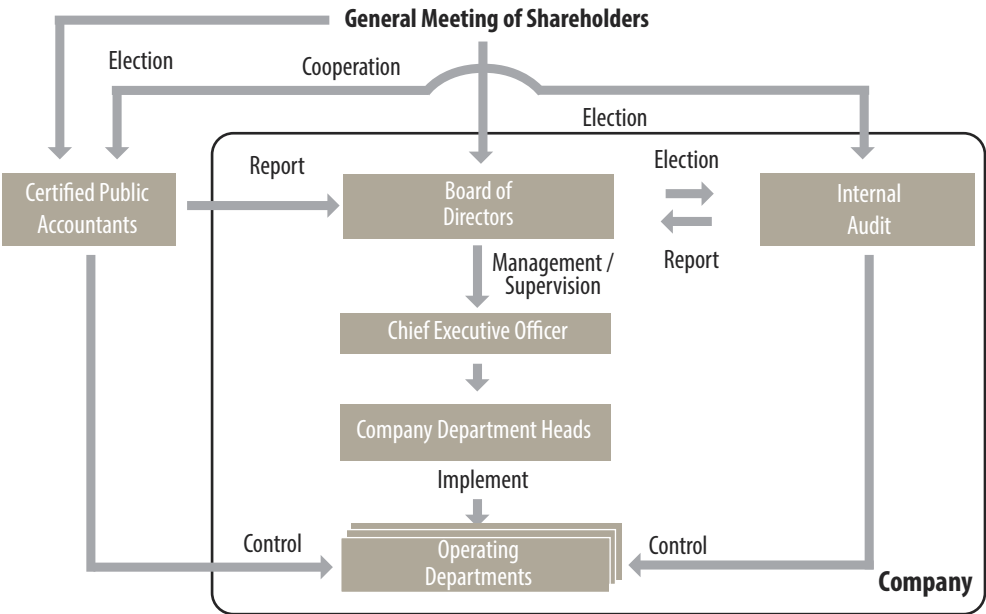 General Meeting of Shareholders
Election
Cooperation
Election
Report
Election
Certified Public
Accountants
Board of
Directors
Internal
Audit
Report
Management /
Supervision
Chief Executive Officer
Company Department Heads
Implement
Control
Operating
Departments
Control
Company